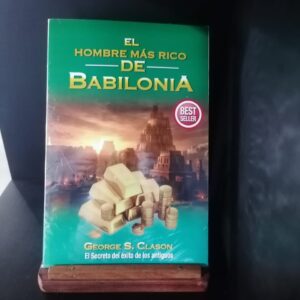 EL
HOMBRE MÁS RICO
DE
BABILONIA
BEST
SELLER
GEORGE S. CLASON
El Secreto del éxito de los antiguos